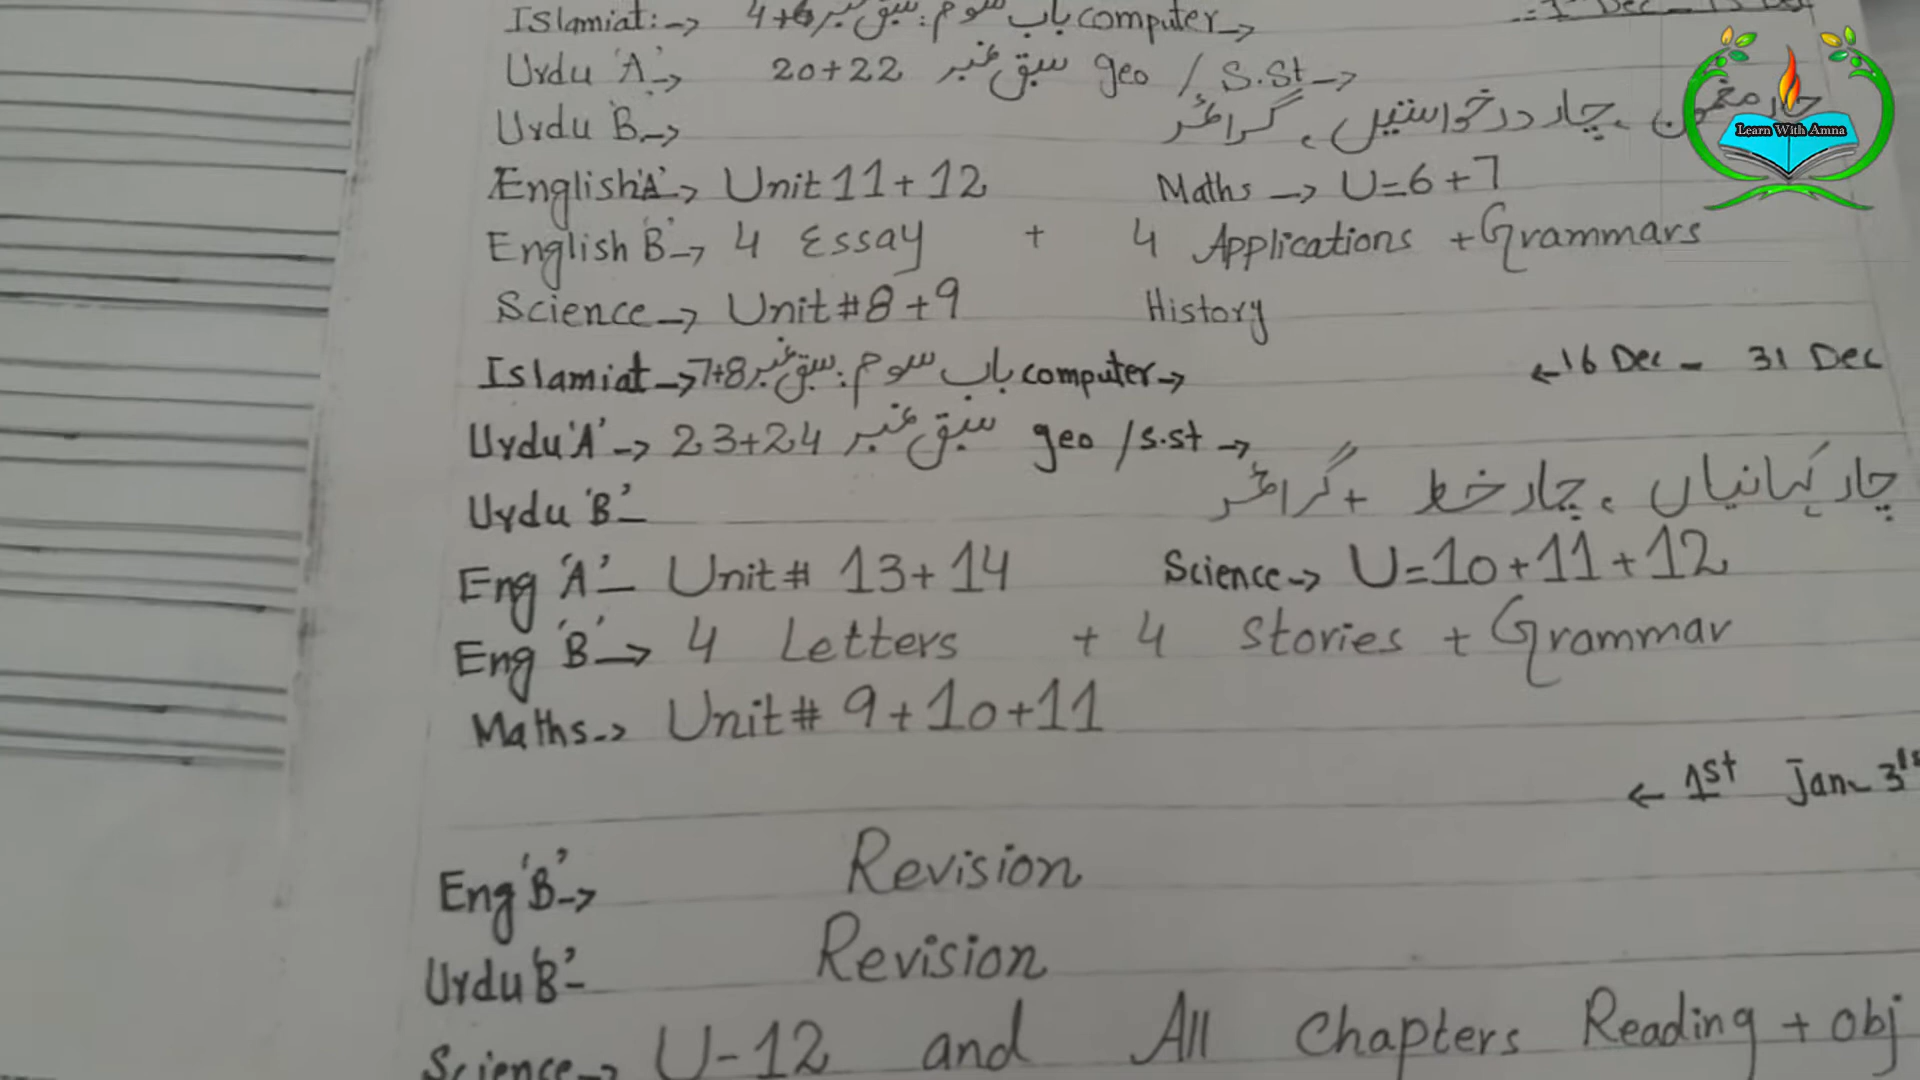 Islamiat:→ 4+6 باب سوم: سبق نمبر computer→
Urdu 'A'→ 20+22 سبق نمبر geo / S.St→
Urdu 'B'→ چار مضمون، چار درخواستیں، گرائمر
English 'A'→ Unit 11+12 Maths → U=6+7
English 'B'→ 4 Essay + 4 Applications + Grammars
Science→ Unit #8+9 History
Islamiat→ 7+8 باب سوم: سبق نمبر computer→
←16 Dec - 31 Dec
Urdu 'A'→ 23+24 سبق نمبر geo /s.st→
Urdu 'B'- چار کہانیاں، چار خط + گرائمر
Eng 'A'- Unit # 13+14 Science→ U=10+11+12
Eng 'B'→ 4 Letters + 4 Stories + Grammar
Maths→ Unit # 9+10+11
← 1st Jan-
Eng 'B'→ Revision
Urdu 'B'- Revision
Science→ U-12 and All Chapters Reading + obj
Learn With Amna